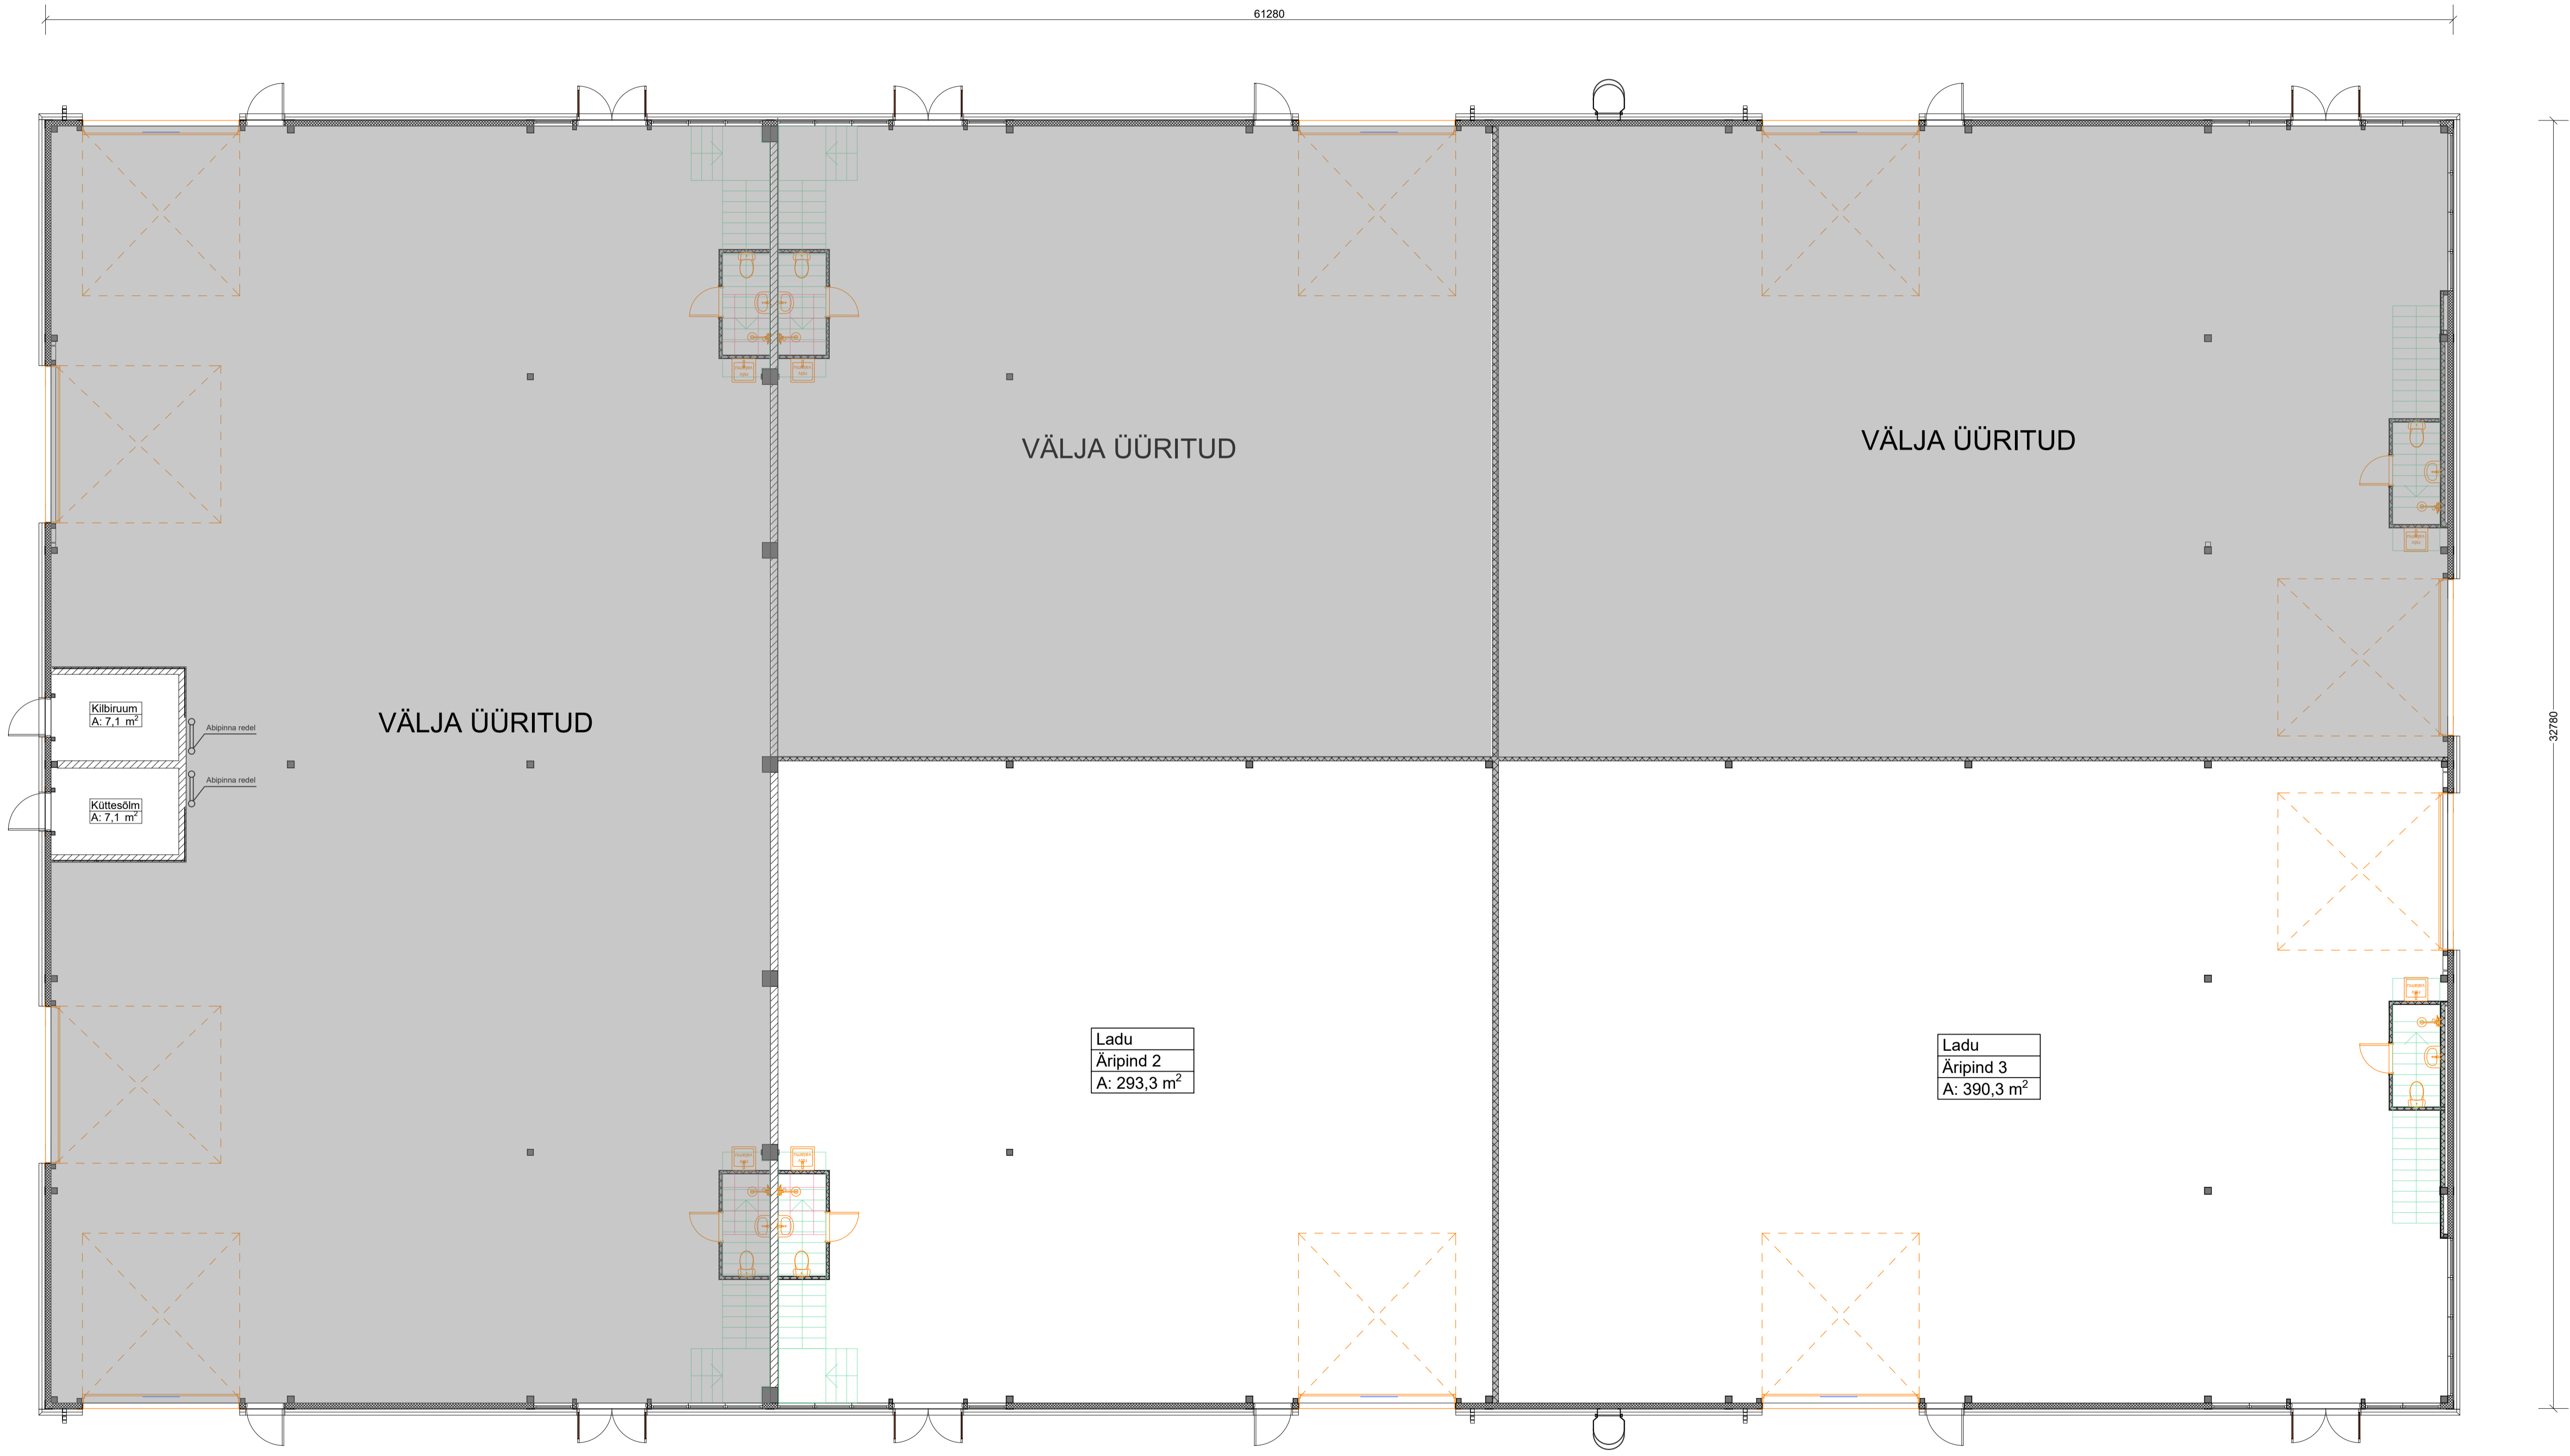 61280
VÄLJA ÜÜRITUD
VÄLJA ÜÜRITUD
VÄLJA ÜÜRITUD
32780
Kilbiruum
A: 7,1 m²
Abipinna redel
Abipinna redel
Küttesõlm
A: 7,1 m²
Ladu
Äripind 2
A: 293,3 m²
Ladu
Äripind 3
A: 390,3 m²